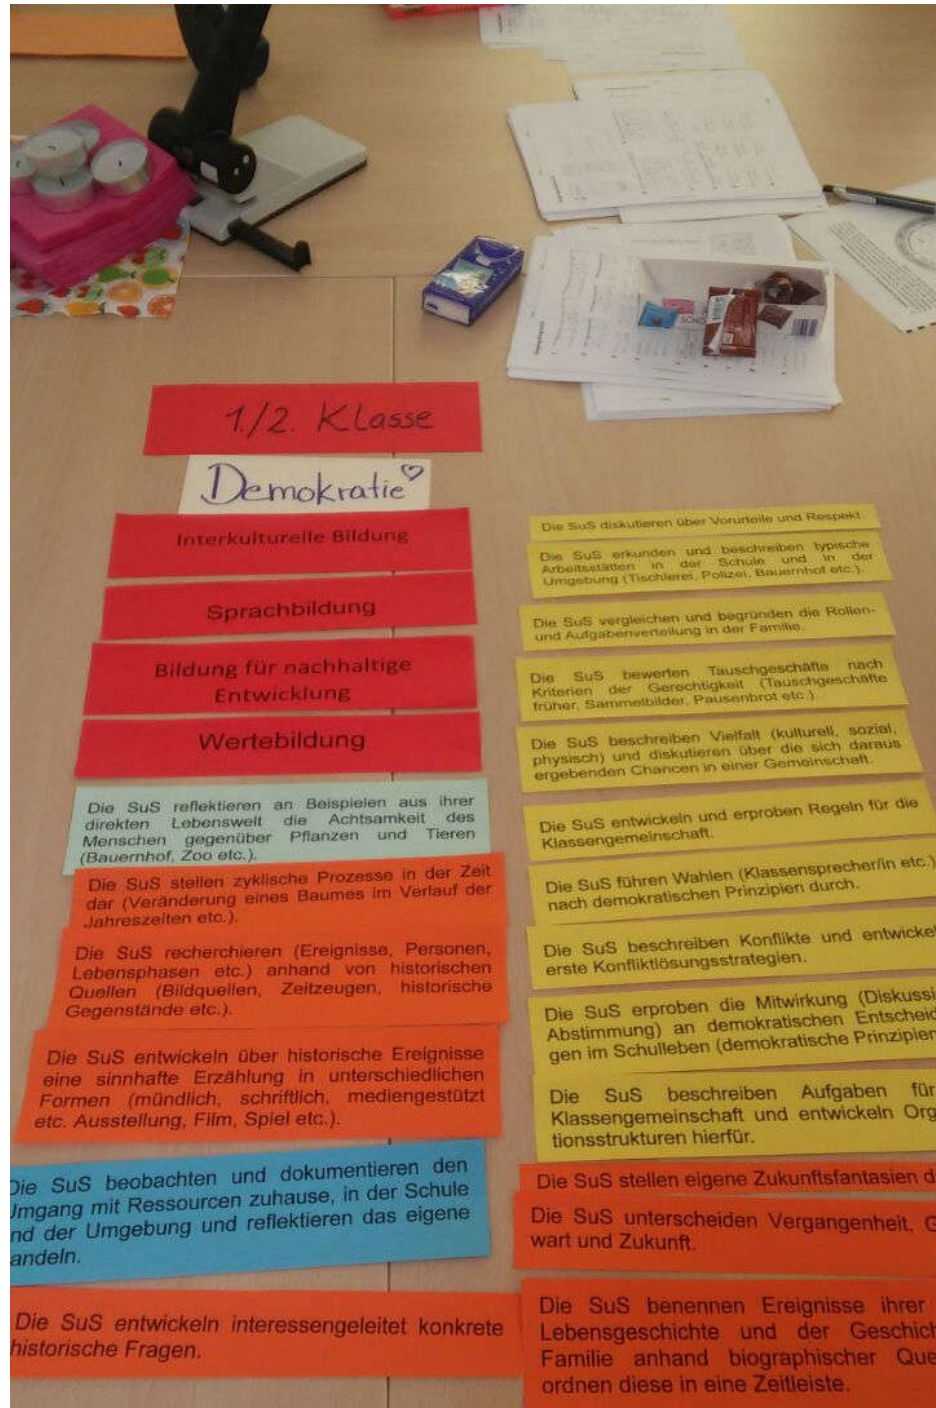 1./2. Klasse
Demokratie
Interkulturelle Bildung
Sprachbildung
Bildung für nachhaltige
Entwicklung
Wertebildung
Die SuS reflektieren an Beispielen aus ihrer
direkten Lebenswelt die Achtsamkeit des
Menschen gegenüber Pflanzen und Tieren
(Bauernhof, Zoo etc.).
Die SuS stellen zyklische Prozesse in der Zeit
dar (Veränderung eines Baumes im Verlauf der
Jahreszeiten etc.).
Die SuS recherchieren (Ereignisse, Personen,
Lebensphasen etc.) anhand von historischen
Quellen (Bildquellen, Zeitzeugen, historische
Gegenstände etc.).
Die SuS entwickeln über historische Ereignisse
eine sinnhafte Erzählung in unterschiedlichen
Formen (mündlich, schriftlich, mediengestützt
etc. Ausstellung, Film, Spiel etc.).
Die SuS beobachten und dokumentieren den
Umgang mit Ressourcen zuhause, in der Schule
nd der Umgebung und reflektieren das eigene
andeln.
Die SuS entwickeln interessengeleitet konkrete
historische Fragen.
Die SuS diskutieren über Vorurteile und Respekt.
Die SuS erkunden und beschreiben typische
Arbeitsstätten in der Schule und in der
Umgebung (Tischlerei, Polizei, Bauernhof etc.).
Die SuS vergleichen und begründen die Rollen-
und Aufgabenverteilung in der Familie.
Die SuS bewerten Tauschgeschäfte nach
Kriterien der Gerechtigkeit (Tauschgeschäfte
früher, Sammelbilder, Pausenbrot etc.).
Die SuS beschreiben Vielfalt (kulturell, sozial,
physisch) und diskutieren über die sich daraus
ergebenden Chancen in einer Gemeinschaft.
Die SuS entwickeln und erproben Regeln für die
Klassengemeinschaft.
Die SuS führen Wahlen (Klassensprecher/in etc.)
nach demokratischen Prinzipien durch.
Die SuS beschreiben Konflikte und entwickel
erste Konfliktlösungsstrategien.
Die SuS erproben die Mitwirkung (Diskussi
Abstimmung) an demokratischen Entscheid
gen im Schulleben (demokratische Prinzipien
Die SuS beschreiben Aufgaben für
Klassengemeinschaft und entwickeln Org
tionsstrukturen hierfür.
Die SuS stellen eigene Zukunftsfantasien d
Die SuS unterscheiden Vergangenheit, G
wart und Zukunft.
Die SuS benennen Ereignisse ihrer
Lebensgeschichte und der Geschich
Familie anhand biographischer Que
ordnen diese in eine Zeitleiste.